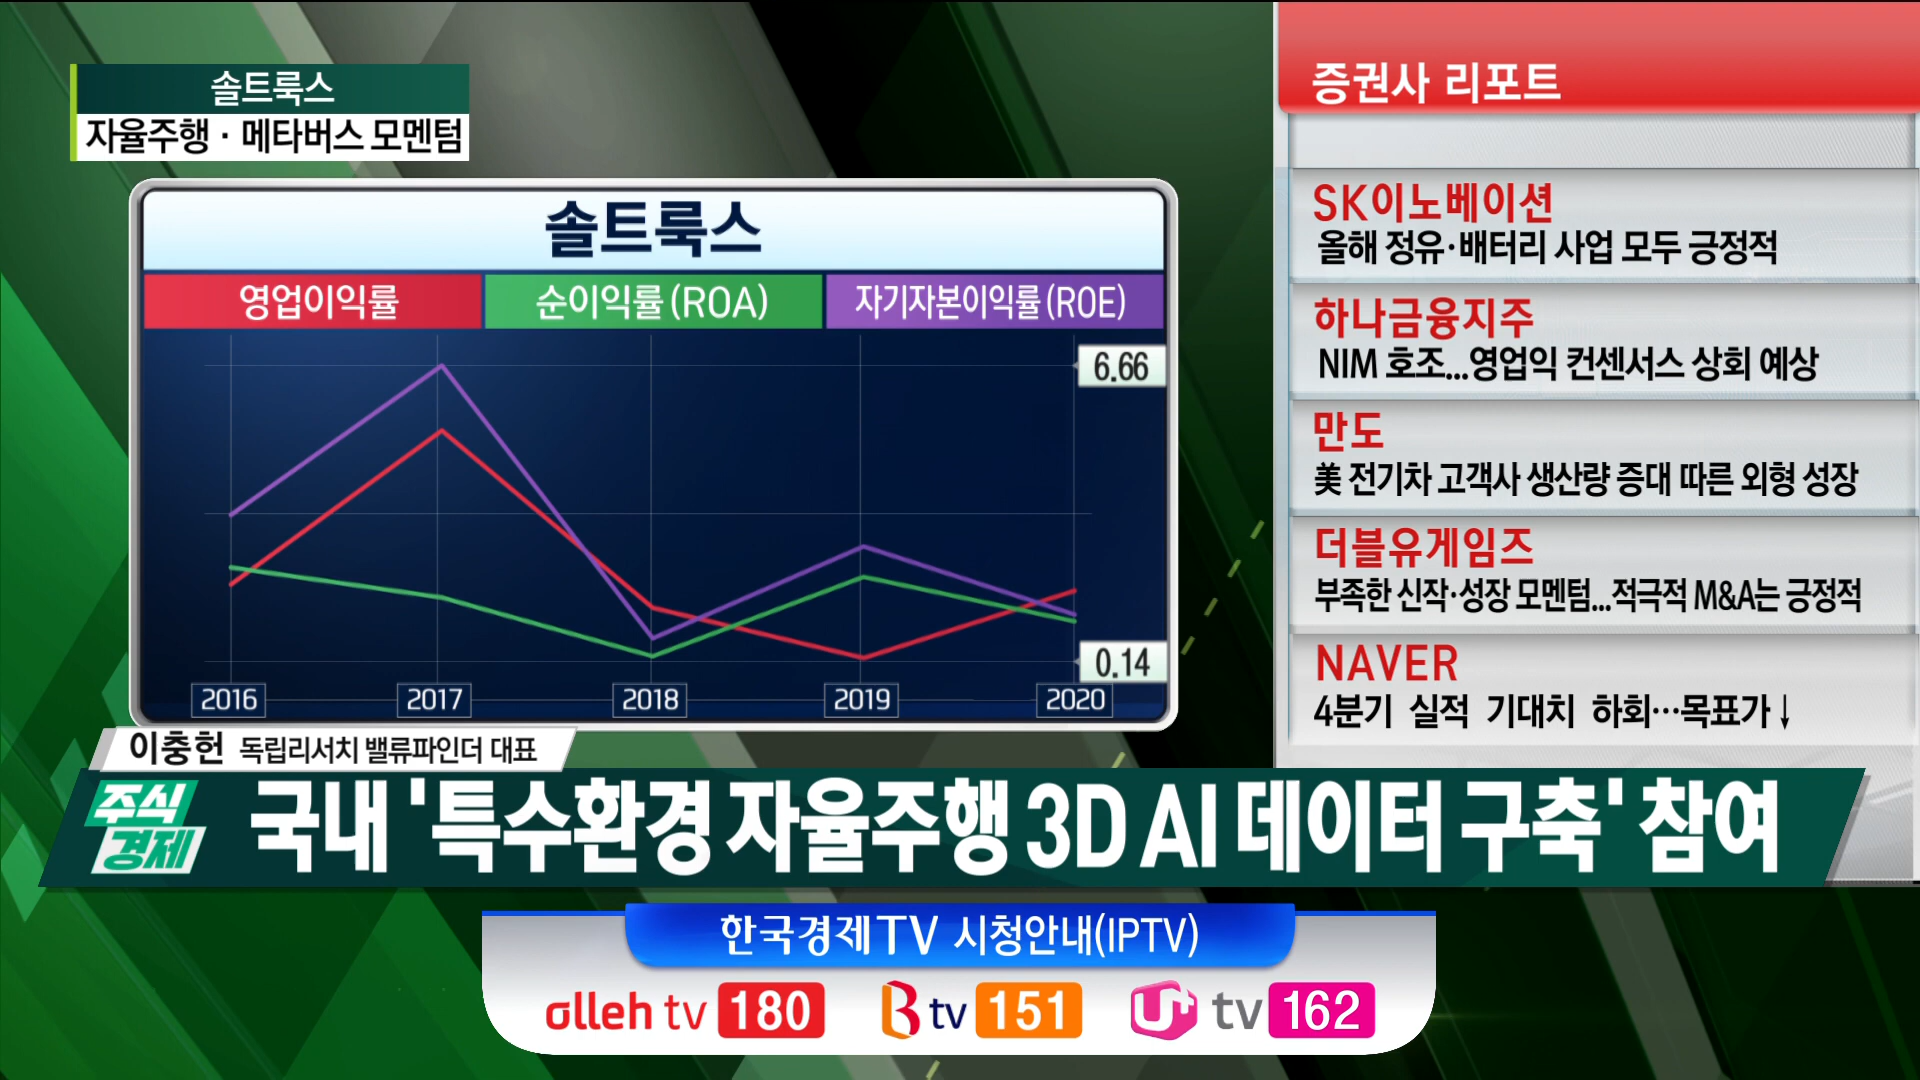 솔트룩스
자율주행 · 메타버스 모멘텀
솔트룩스
영업이익률
순이익률(ROA)
자기자본이익률(ROE)
6.66
0.14
2016
2017
2018
2019
2020
증권사 리포트
SK이노베이션
올해 정유·배터리 사업 모두 긍정적
하나금융지주
NIM 호조...영업익 컨센서스 상회 예상
만도
美 전기차 고객사 생산량 증대 따른 외형 성장
더블유게임즈
부족한 신작·성장 모멘텀...적극적 M&A는 긍정적
NAVER
4분기 실적 기대치 하회…목표가↓
이충헌 독립리서치 밸류파인더 대표
주식
경제
국내 '특수환경 자율주행 3D AI 데이터 구축' 참여
한국경제TV 시청안내(IPTV)
olleh tv 180
B tv 151
U+ tv 162